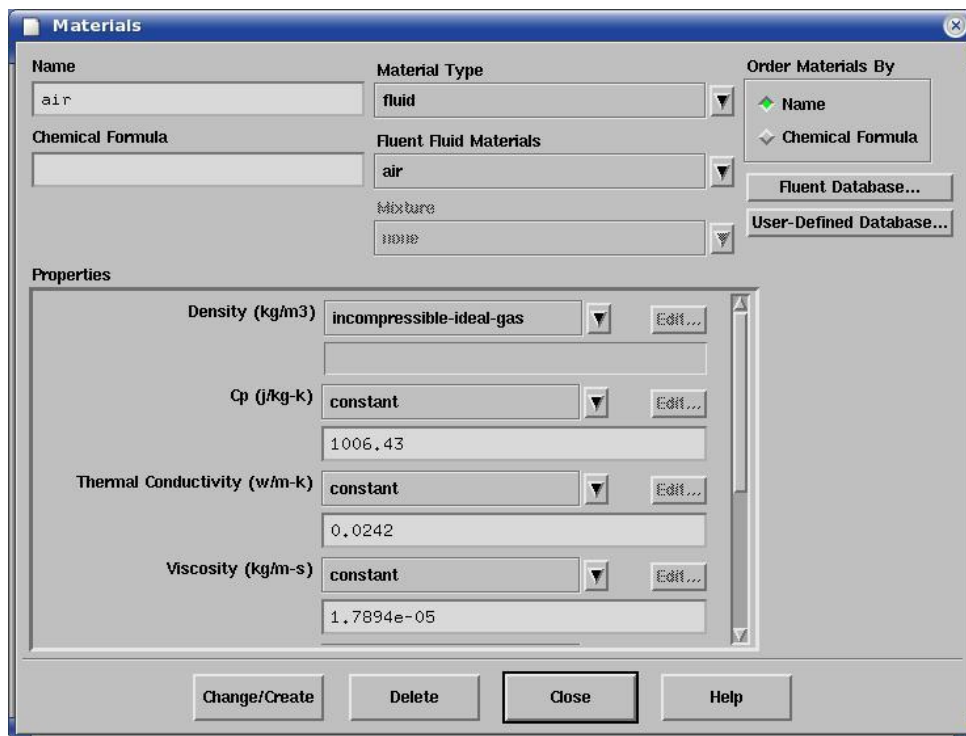 Materials
Name
air
Chemical Formula
Material Type
fluid
Fluent Fluid Materials
air
Mixture
none
Order Materials By
Name
Chemical Formula
Fluent Database...
User-Defined Database...
Properties
Density (kg/m3) incompressible-ideal-gas Edit...
Cp (j/kg-k) constant Edit...
1006.43
Thermal Conductivity (w/m-k) constant Edit...
0.0242
Viscosity (kg/m-s) constant Edit...
1.7894e-05
Change/Create Delete Close Help